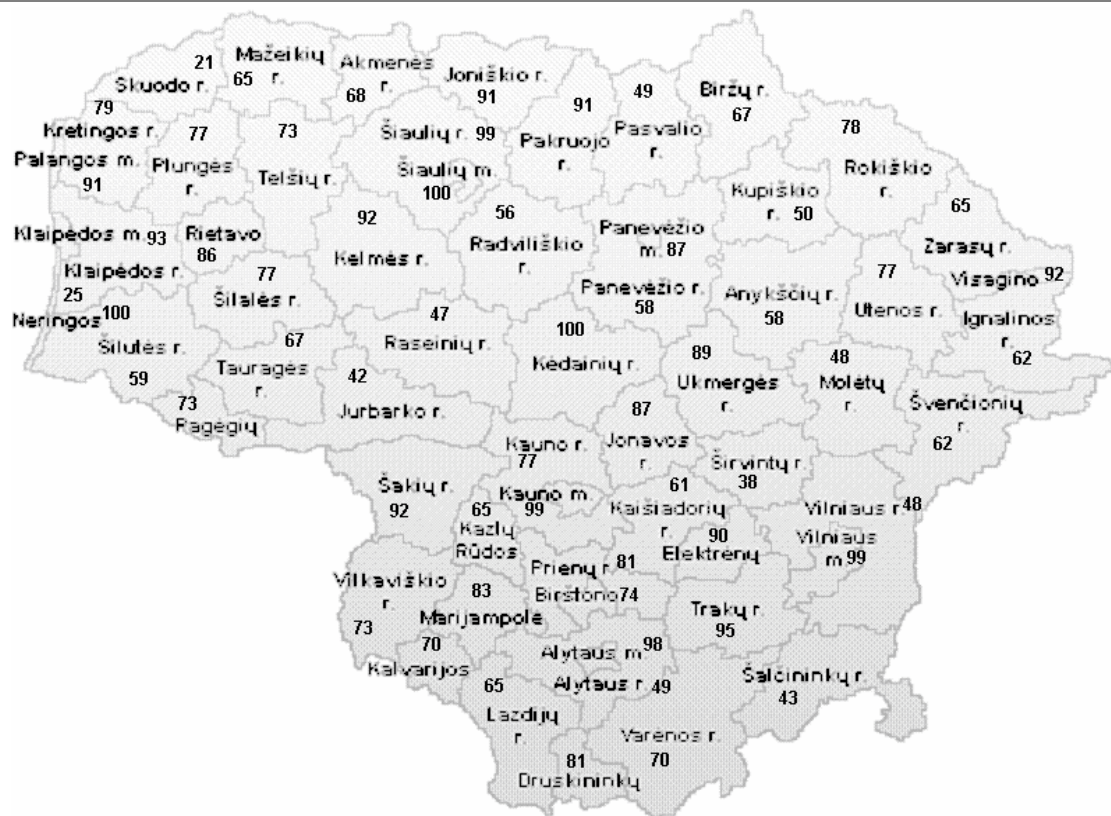 21
Mažeikių
65 r.
Akmenės
r.
68
Joniškio r.
91
Skuodo r.
79
Kretingos r.
Palangos m.
91
77
Plungės
r.
73
Telšių r.
Šiaulių r. 99
Šiaulių m.
100
91
Pakruojo
r.
49
Pasvalio
r.
Biržų r.
67
78
Rokiškio
r.
Kupiškio
r. 50
65
Zarasų r.
Visagino 92
Klaipėdos m. 93
Rietavo
86
Klaipėdos r.
25
92
Kelmės r.
56
Radviliškio
r.
Panevėžio
m. 87
Panevėžio r.
58
Anykščių r.
58
77
Utenos r.
Ignalinos
r.
62
Neringos 100
77
Šilalės r.
Šilutės r.
59
67
Tauragės
r.
47
Raseinių r.
100
Kėdainių r.
89
Ukmergės
r.
48
Molėtų
r.
Švenčionių
r.
62
73
Pagėgių
42
Jurbarko r.
87
Jonavos
r.
Širvintų r.
38
Kauno r.
77
Kauno m.
99
Šakių r.
92
65
Kazlų
Rūdos
61
Kaišiadorių
r.
90
Elektrėnų
Vilniaus r. 48
Vilniaus
m. 99
Prienų r. 81
Birštono 74
Vilkaviškio
r.
73
83
Marijampolė
Trakų r.
95
70
Kalvarijos
Alytaus m. 98
Alytaus r. 49
Šalčininkų r.
43
65
Lazdijų
r.
Varėnos r.
70
81
Druskininkų